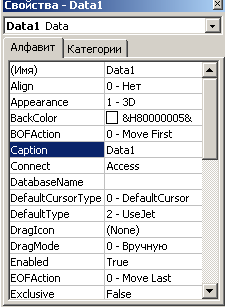 Свойства - Data1
Data1 Data
Алфавит Категории
(Имя) Data1
Align 0 - Нет
Appearance 1 - 3D
BackColor &H80000005&
BOFAction 0 - Move First
Caption Data1
Connect Access
DatabaseName
DefaultCursorType 0 - DefaultCursor
DefaultType 2 - UseJet
DragIcon (None)
DragMode 0 - Вручную
Enabled True
EOFAction 0 - Move Last
Exclusive False